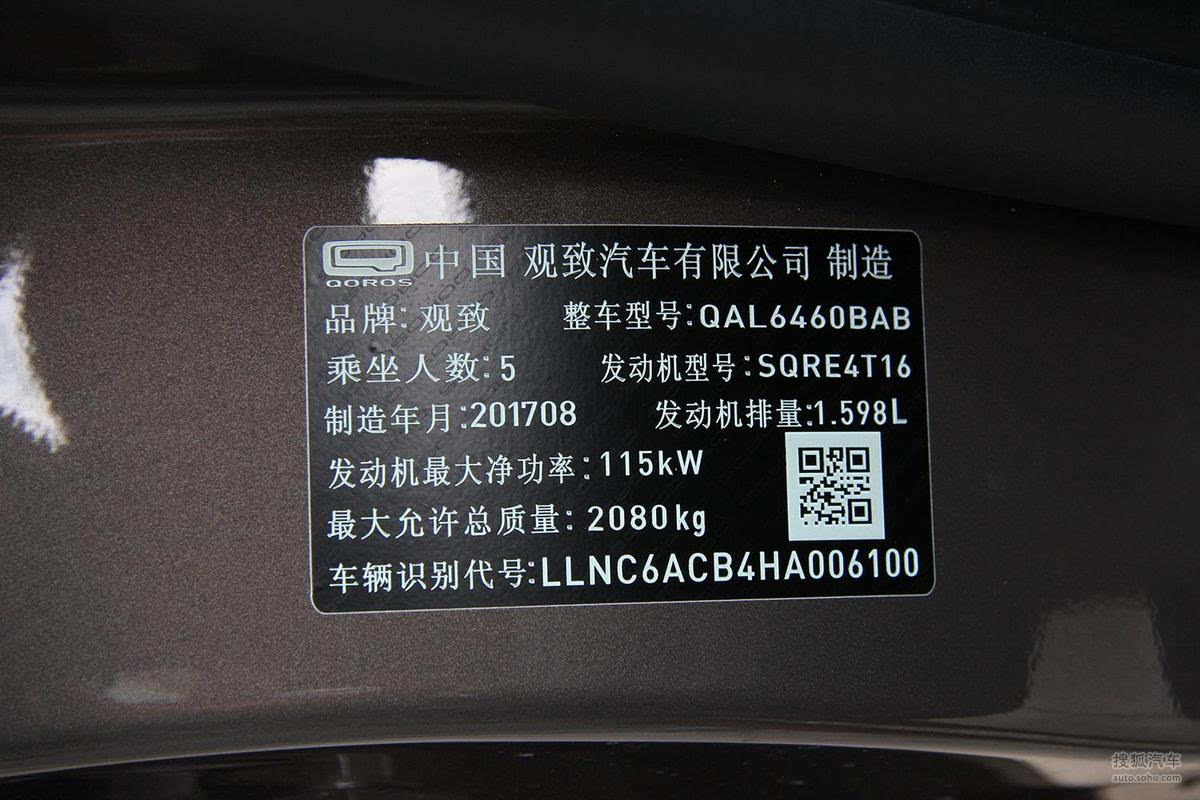 QOROS 中国 观致汽车有限公司 制造
品牌:观致 整车型号:QAL6460BAB
乘坐人数:5 发动机型号:SQRE4T16
制造年月:201708 发动机排量:1.598L
发动机最大净功率:115kW
最大允许总质量:2080kg
车辆识别代号:LLNC6ACB4HA006100
搜狐汽车
auto.sohu.com